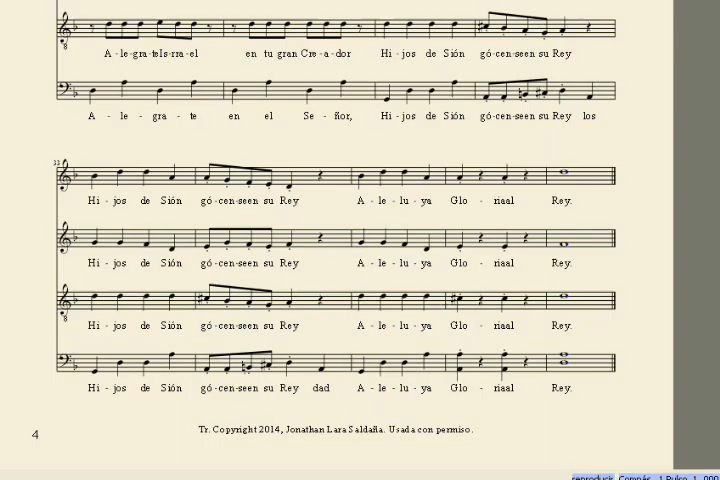 A - le-grateIs-rra-el en tu gran Cre-a-dor Hi - jos de Sión gó-cen-seen su Rey
A - le - gra - te en el Se - ñor, Hi - jos de Sión gó-cen-seen su Rey los
33
Hi - jos de Sión gó-cen-seen su Rey A - le - lu - ya Glo - riaal Rey.
Hi - jos de Sión gó-cen-seen su Rey A - le - lu - ya Glo - riaal Rey.
Hi - jos de Sión gó-cen-seen su Rey A - le - lu - ya Glo - riaal Rey.
Hi - jos de Sión gó-cen-seen su Rey dad A - le - lu - ya Glo - riaal Rey.
Tr. Copyright 2014, Jonathan Lara Saldaña. Usada con permiso.
4
reproducir Compás